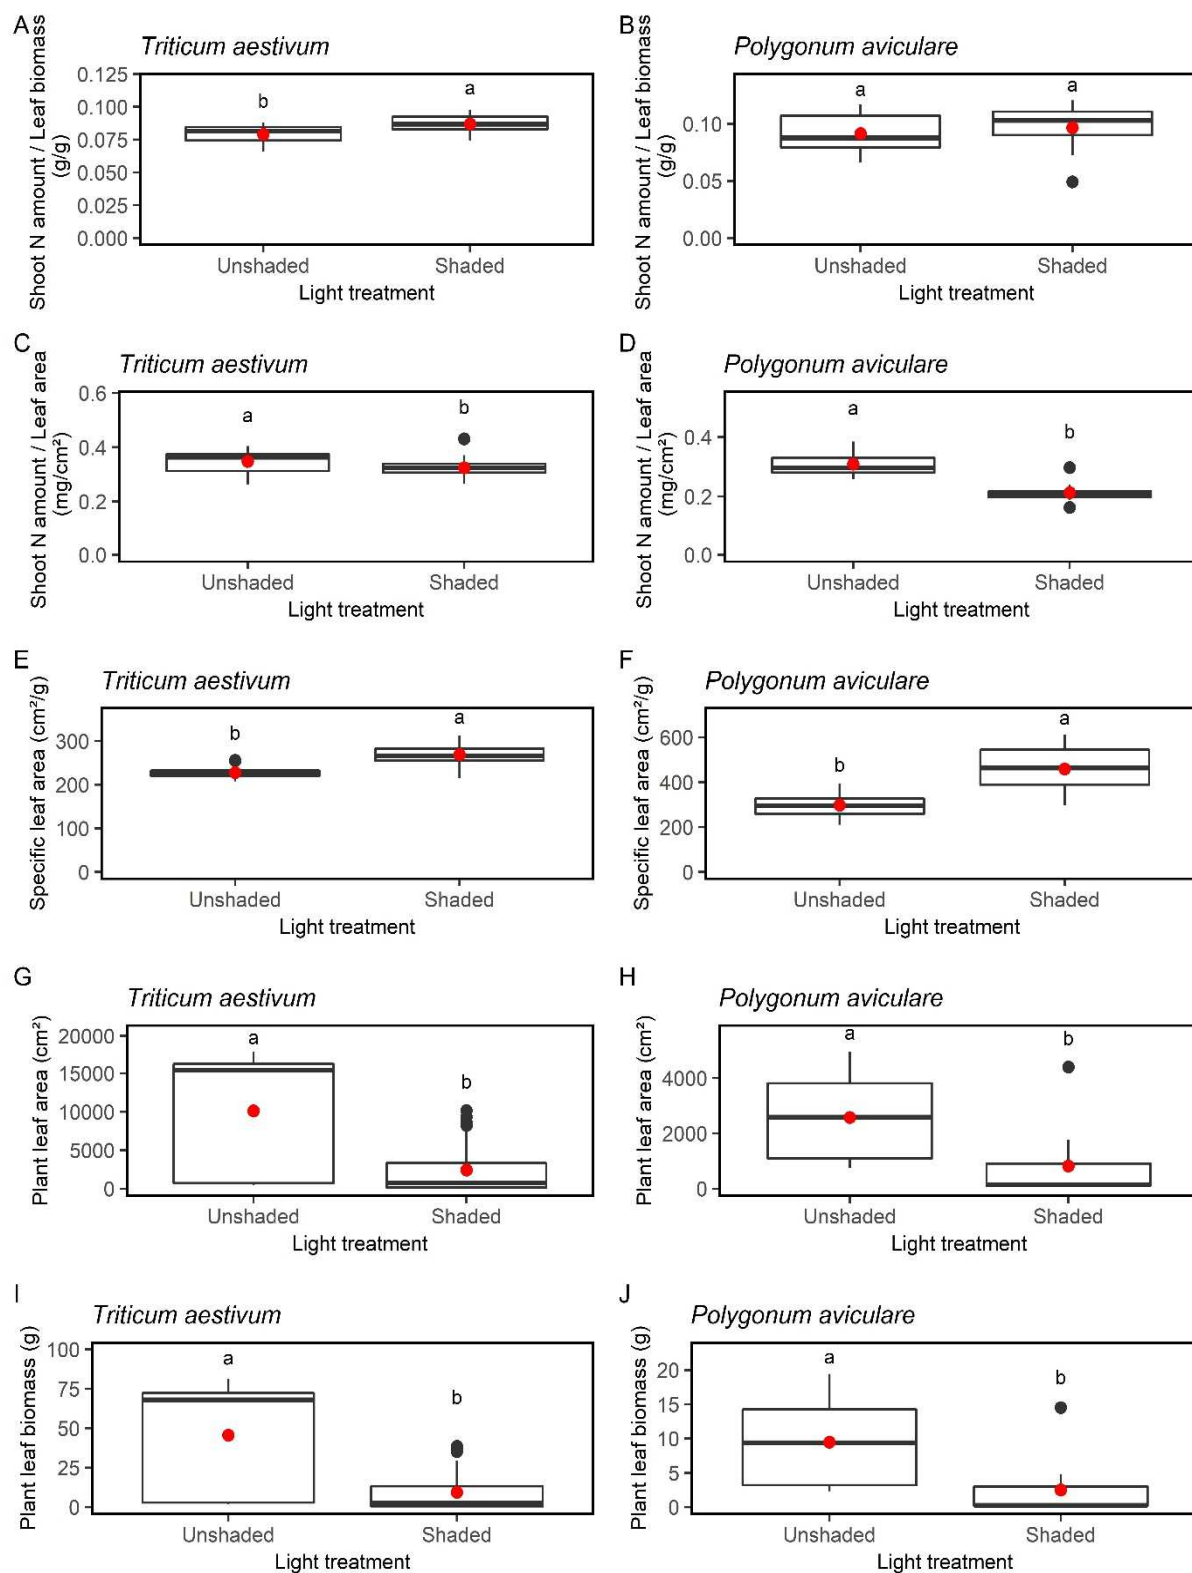 A
Triticum aestivum
Shoot N amount / Leaf biomass
(g/g)
0.125
0.100
0.075
0.050
0.025
0.000
b
a
Unshaded
Shaded
Light treatment
B
Polygonum aviculare
Shoot N amount / Leaf biomass
(g/g)
0.10
0.05
0.00
a
a
Unshaded
Shaded
Light treatment
C
Triticum aestivum
Shoot N amount / Leaf area
(mg/cm²)
0.6
0.4
0.2
0.0
a
b
Unshaded
Shaded
Light treatment
D
Polygonum aviculare
Shoot N amount / Leaf area
(mg/cm²)
0.4
0.2
0.0
a
b
Unshaded
Shaded
Light treatment
E
Triticum aestivum
Specific leaf area (cm²/g)
300
200
100
0
b
a
Unshaded
Shaded
Light treatment
F
Polygonum aviculare
Specific leaf area (cm²/g)
600
400
200
0
b
a
Unshaded
Shaded
Light treatment
G
Triticum aestivum
Plant leaf area (cm²)
20000
15000
10000
5000
0
a
b
Unshaded
Shaded
Light treatment
H
Polygonum aviculare
Plant leaf area (cm²)
4000
2000
0
a
b
Unshaded
Shaded
Light treatment
I
Triticum aestivum
Plant leaf biomass (g)
100
75
50
25
0
a
b
Unshaded
Shaded
Light treatment
J
Polygonum aviculare
Plant leaf biomass (g)
20
15
10
5
0
a
b
Unshaded
Shaded
Light treatment